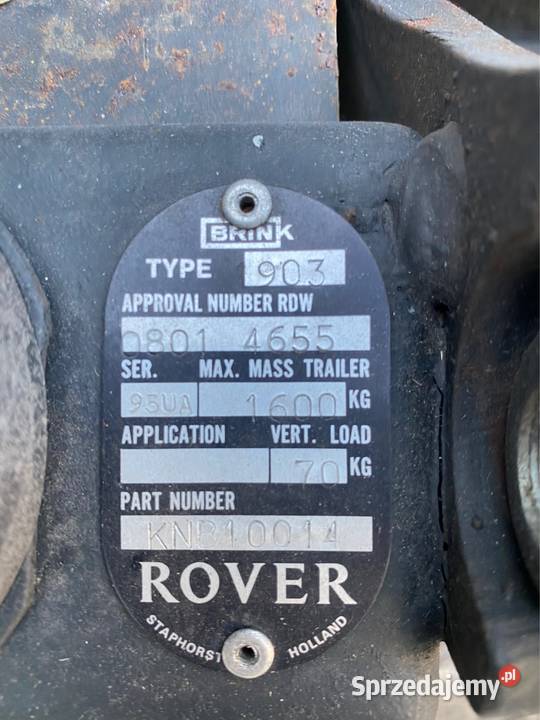 BRINK
TYPE 1903
APPROVAL NUMBER RDW
0801 4655
SER. MAX. MASS TRAILER
95UA 1600 KG
APPLICATION VERT. LOAD
70 KG
PART NUMBER
KNB10014
ROVER
STAPHORST HOLLAND
Sprzedajemy.pl